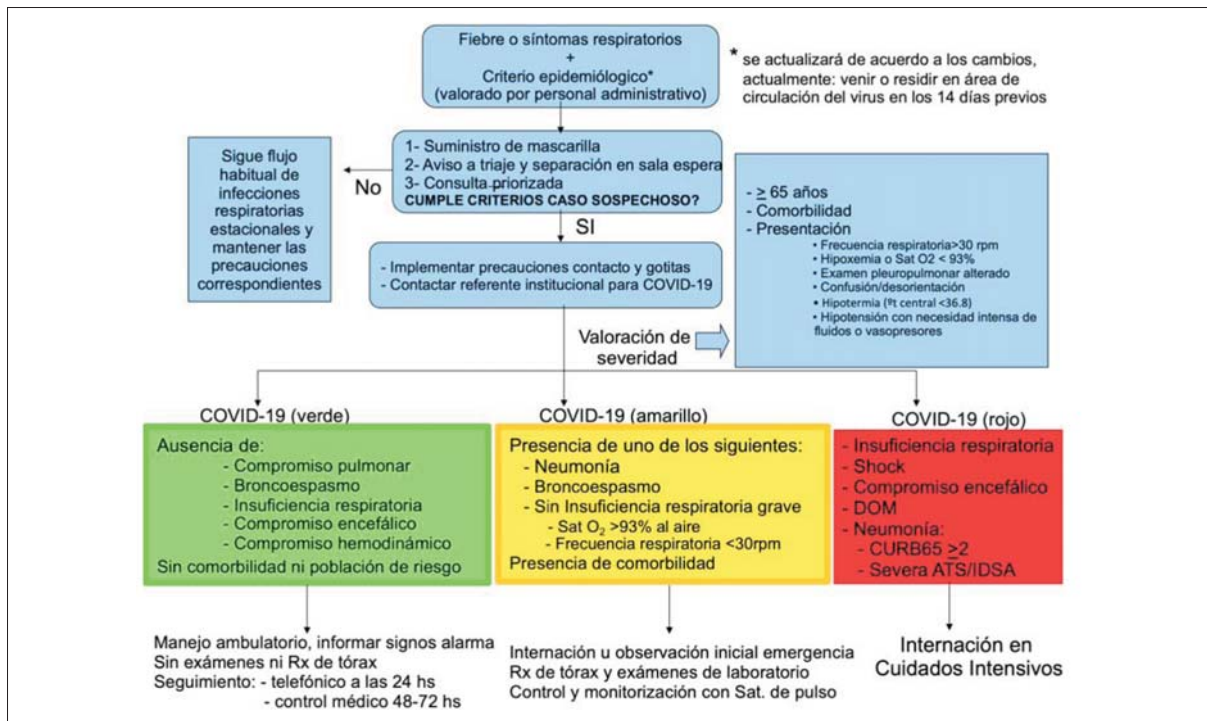 Fiebre o síntomas respiratorios
+
Criterio epidemiológico*
(valorado por personal administrativo)
* se actualizará de acuerdo a los cambios,
actualmente: venir o residir en área de
circulación del virus en los 14 días previos
1- Suministro de mascarilla
2- Aviso a triaje y separación en sala espera
3- Consulta priorizada
CUMPLE CRITERIOS CASO SOSPECHOSO?
No
Sigue flujo
habitual de
infecciones
respiratorias
estacionales y
mantener las
precauciones
correspondientes
SI
- Implementar precauciones contacto y gotitas
- Contactar referente institucional para COVID-19
Valoración de
severidad
- ≥ 65 años
- Comorbilidad
- Presentación
• Frecuencia respiratoria>30 rpm
• Hipoxemia o Sat O2 < 93%
• Examen pleuropulmonar alterado
• Confusión/desorientación
• Hipotermia (ºt central <36.8)
• Hipotensión con necesidad intensa de
fluidos o vasopresores
COVID-19 (verde)
Ausencia de:
- Compromiso pulmonar
- Broncoespasmo
- Insuficiencia respiratoria
- Compromiso encefálico
- Compromiso hemodinámico
Sin comorbilidad ni población de riesgo
Manejo ambulatorio, informar signos alarma
Sin exámenes ni Rx de tórax
Seguimiento: - telefónico a las 24 hs
- control médico 48-72 hs
COVID-19 (amarillo)
Presencia de uno de los siguientes:
- Neumonía
- Broncoespasmo
- Sin Insuficiencia respiratoria grave
- Sat O₂ >93% al aire
- Frecuencia respiratoria <30rpm
Presencia de comorbilidad
Internación u observación inicial emergencia
Rx de tórax y exámenes de laboratorio
Control y monitorización con Sat. de pulso
COVID-19 (rojo)
- Insuficiencia respiratoria
- Shock
- Compromiso encefálico
- DOM
- Neumonía:
- CURB65 ≥2
- Severa ATS/IDSA
Internación en
Cuidados Intensivos